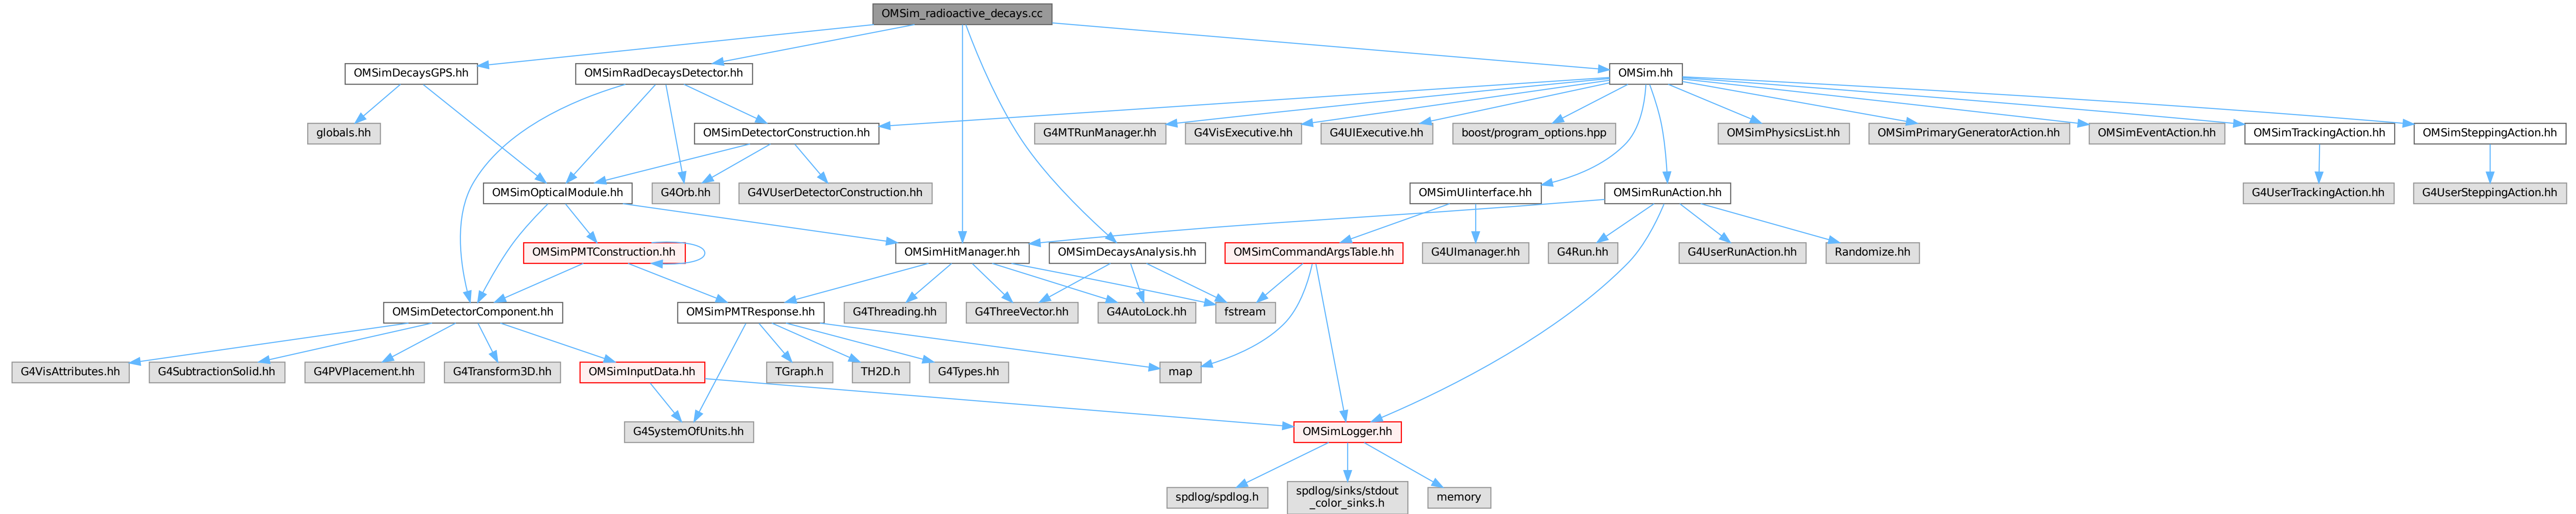 OMSim_radioactive_decays.cc
OMSimDecaysGPS.hh
OMSimRadDecaysDetector.hh
OMSim.hh
globals.hh
OMSimDetectorConstruction.hh
G4MTRunManager.hh
G4VisExecutive.hh
G4UIExecutive.hh
boost/program_options.hpp
OMSimPhysicsList.hh
OMSimPrimaryGeneratorAction.hh
OMSimEventAction.hh
OMSimTrackingAction.hh
OMSimSteppingAction.hh
OMSimOpticalModule.hh
G4Orb.hh
G4VUserDetectorConstruction.hh
OMSimUIinterface.hh
OMSimRunAction.hh
G4UserTrackingAction.hh
G4UserSteppingAction.hh
OMSimPMTConstruction.hh
OMSimHitManager.hh
OMSimDecaysAnalysis.hh
OMSimCommandArgsTable.hh
G4UImanager.hh
G4Run.hh
G4UserRunAction.hh
Randomize.hh
OMSimDetectorComponent.hh
OMSimPMTResponse.hh
G4Threading.hh
G4ThreeVector.hh
G4AutoLock.hh
fstream
G4VisAttributes.hh
G4SubtractionSolid.hh
G4PVPlacement.hh
G4Transform3D.hh
OMSimInputData.hh
TGraph.h
TH2D.h
G4Types.hh
map
G4SystemOfUnits.hh
OMSimLogger.hh
spdlog/spdlog.h
spdlog/sinks/stdout
_color_sinks.h
memory